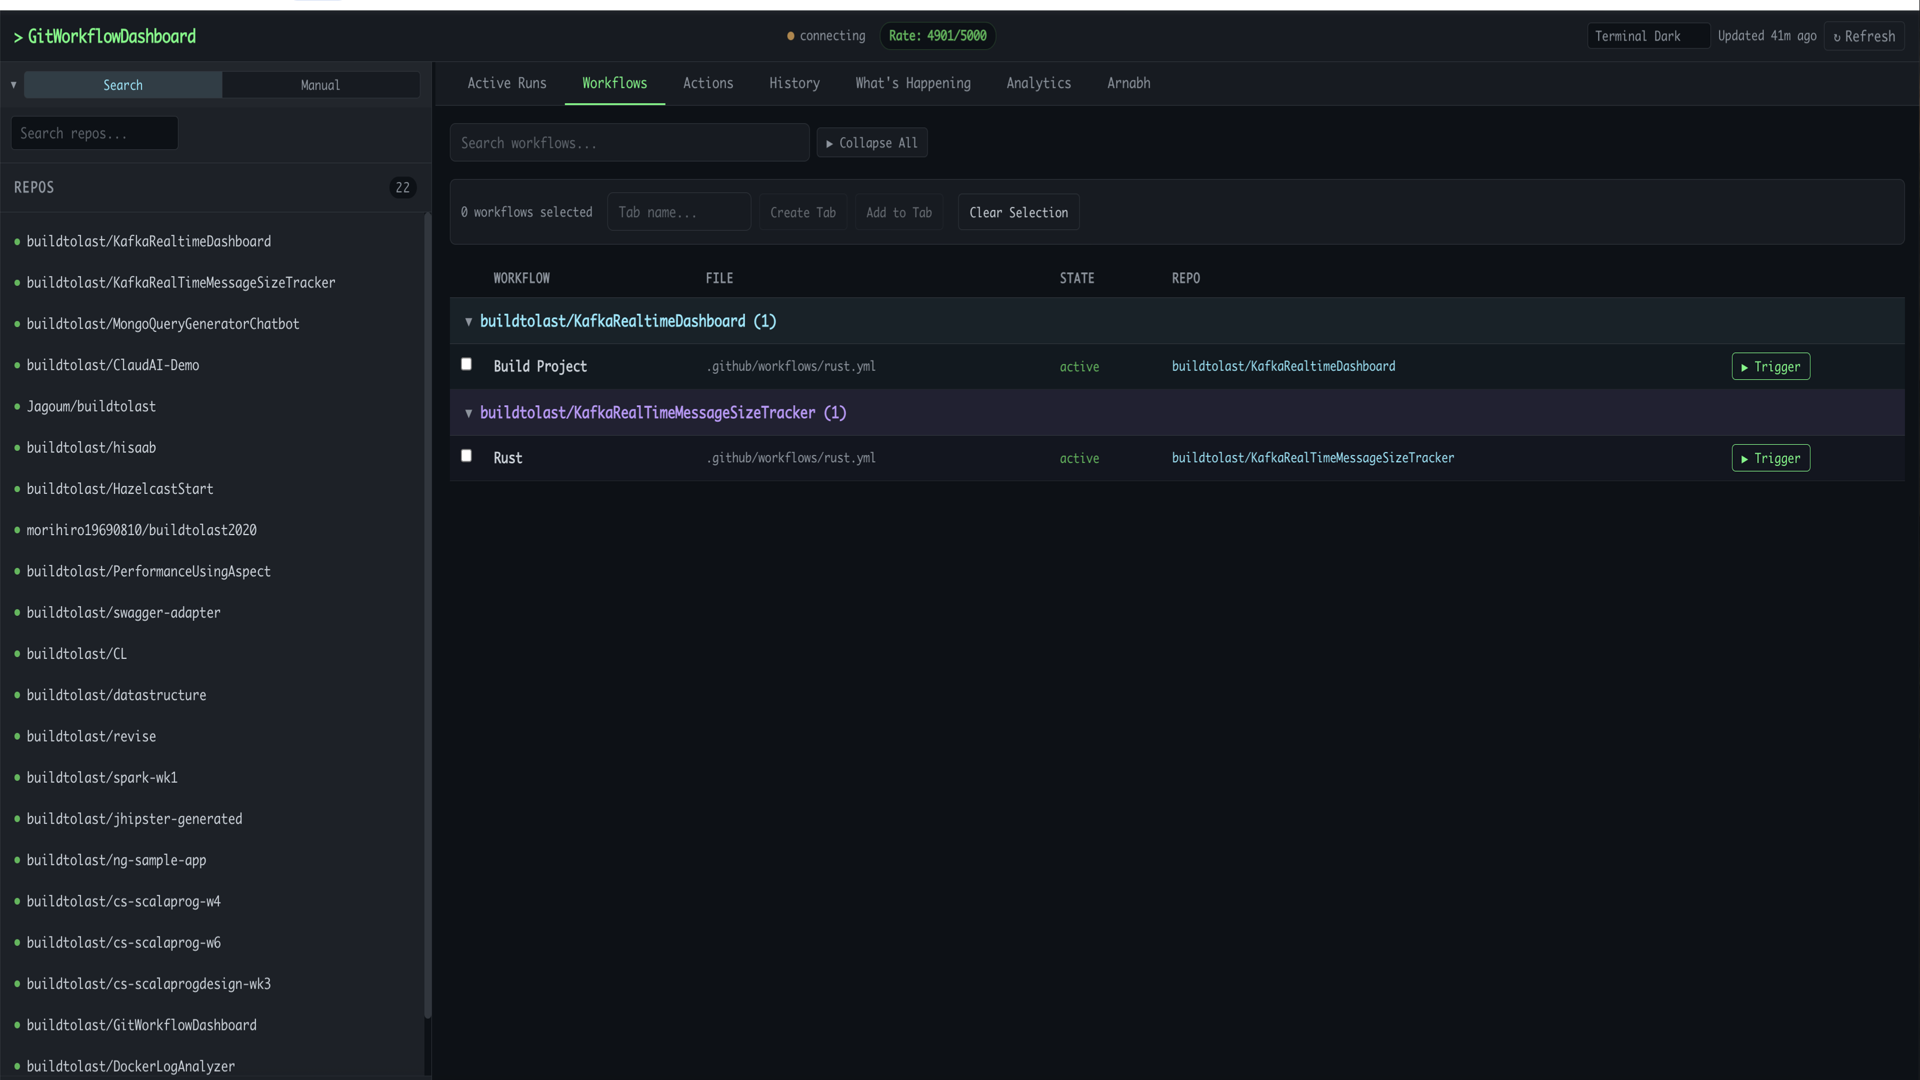 > GitWorkflowDashboard
connecting
Rate: 4901/5000
Terminal Dark
Updated 41m ago
↻ Refresh
▼
Search
Manual
Search repos...
REPOS
22
buildtolast/KafkaRealtimeDashboard
buildtolast/KafkaRealTimeMessageSizeTracker
buildtolast/MongoQueryGeneratorChatbot
buildtolast/ClaudAI-Demo
Jagoum/buildtolast
buildtolast/hisaab
buildtolast/HazelcastStart
morihiro19690810/buildtolast2020
buildtolast/PerformanceUsingAspect
buildtolast/swagger-adapter
buildtolast/CL
buildtolast/datastructure
buildtolast/revise
buildtolast/spark-wk1
buildtolast/jhipster-generated
buildtolast/ng-sample-app
buildtolast/cs-scalaprog-w4
buildtolast/cs-scalaprog-w6
buildtolast/cs-scalaprogdesign-wk3
buildtolast/GitWorkflowDashboard
buildtolast/DockerLogAnalyzer
Active Runs
Workflows
Actions
History
What's Happening
Analytics
Arnabh
Search workflows...
▶ Collapse All
0 workflows selected
Tab name...
Create Tab
Add to Tab
Clear Selection
WORKFLOW FILE STATE REPO
▼ buildtolast/KafkaRealtimeDashboard (1)
Build Project .github/workflows/rust.yml active buildtolast/KafkaRealtimeDashboard ▶ Trigger
▼ buildtolast/KafkaRealTimeMessageSizeTracker (1)
Rust .github/workflows/rust.yml active buildtolast/KafkaRealTimeMessageSizeTracker ▶ Trigger